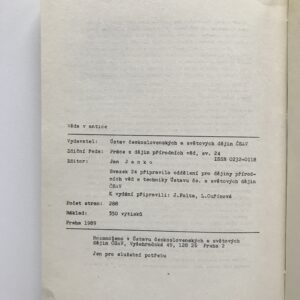 Věda v antice
Vydavatel: Ústav československých a světových dějin ČSAV
Ediční řada: Práce z dějin přírodních věd, sv. 24
Editor: Jan Janko ISSN 0232-0118
Svazek 24 připravilo oddělení pro dějiny přírod-
ních věd a techniky Ústavu čs. a světových dějin
ČSAV
K vydání připravili: J.Folta, L.Cuřínová
Počet stran: 288
Náklad: 350 výtisků
Praha 1989
Rozmnoženo v Ústavu československých a světových
dějin ČSAV, Vyšehradská 49, 128 26 Praha 2
Jen pro služební potřebu